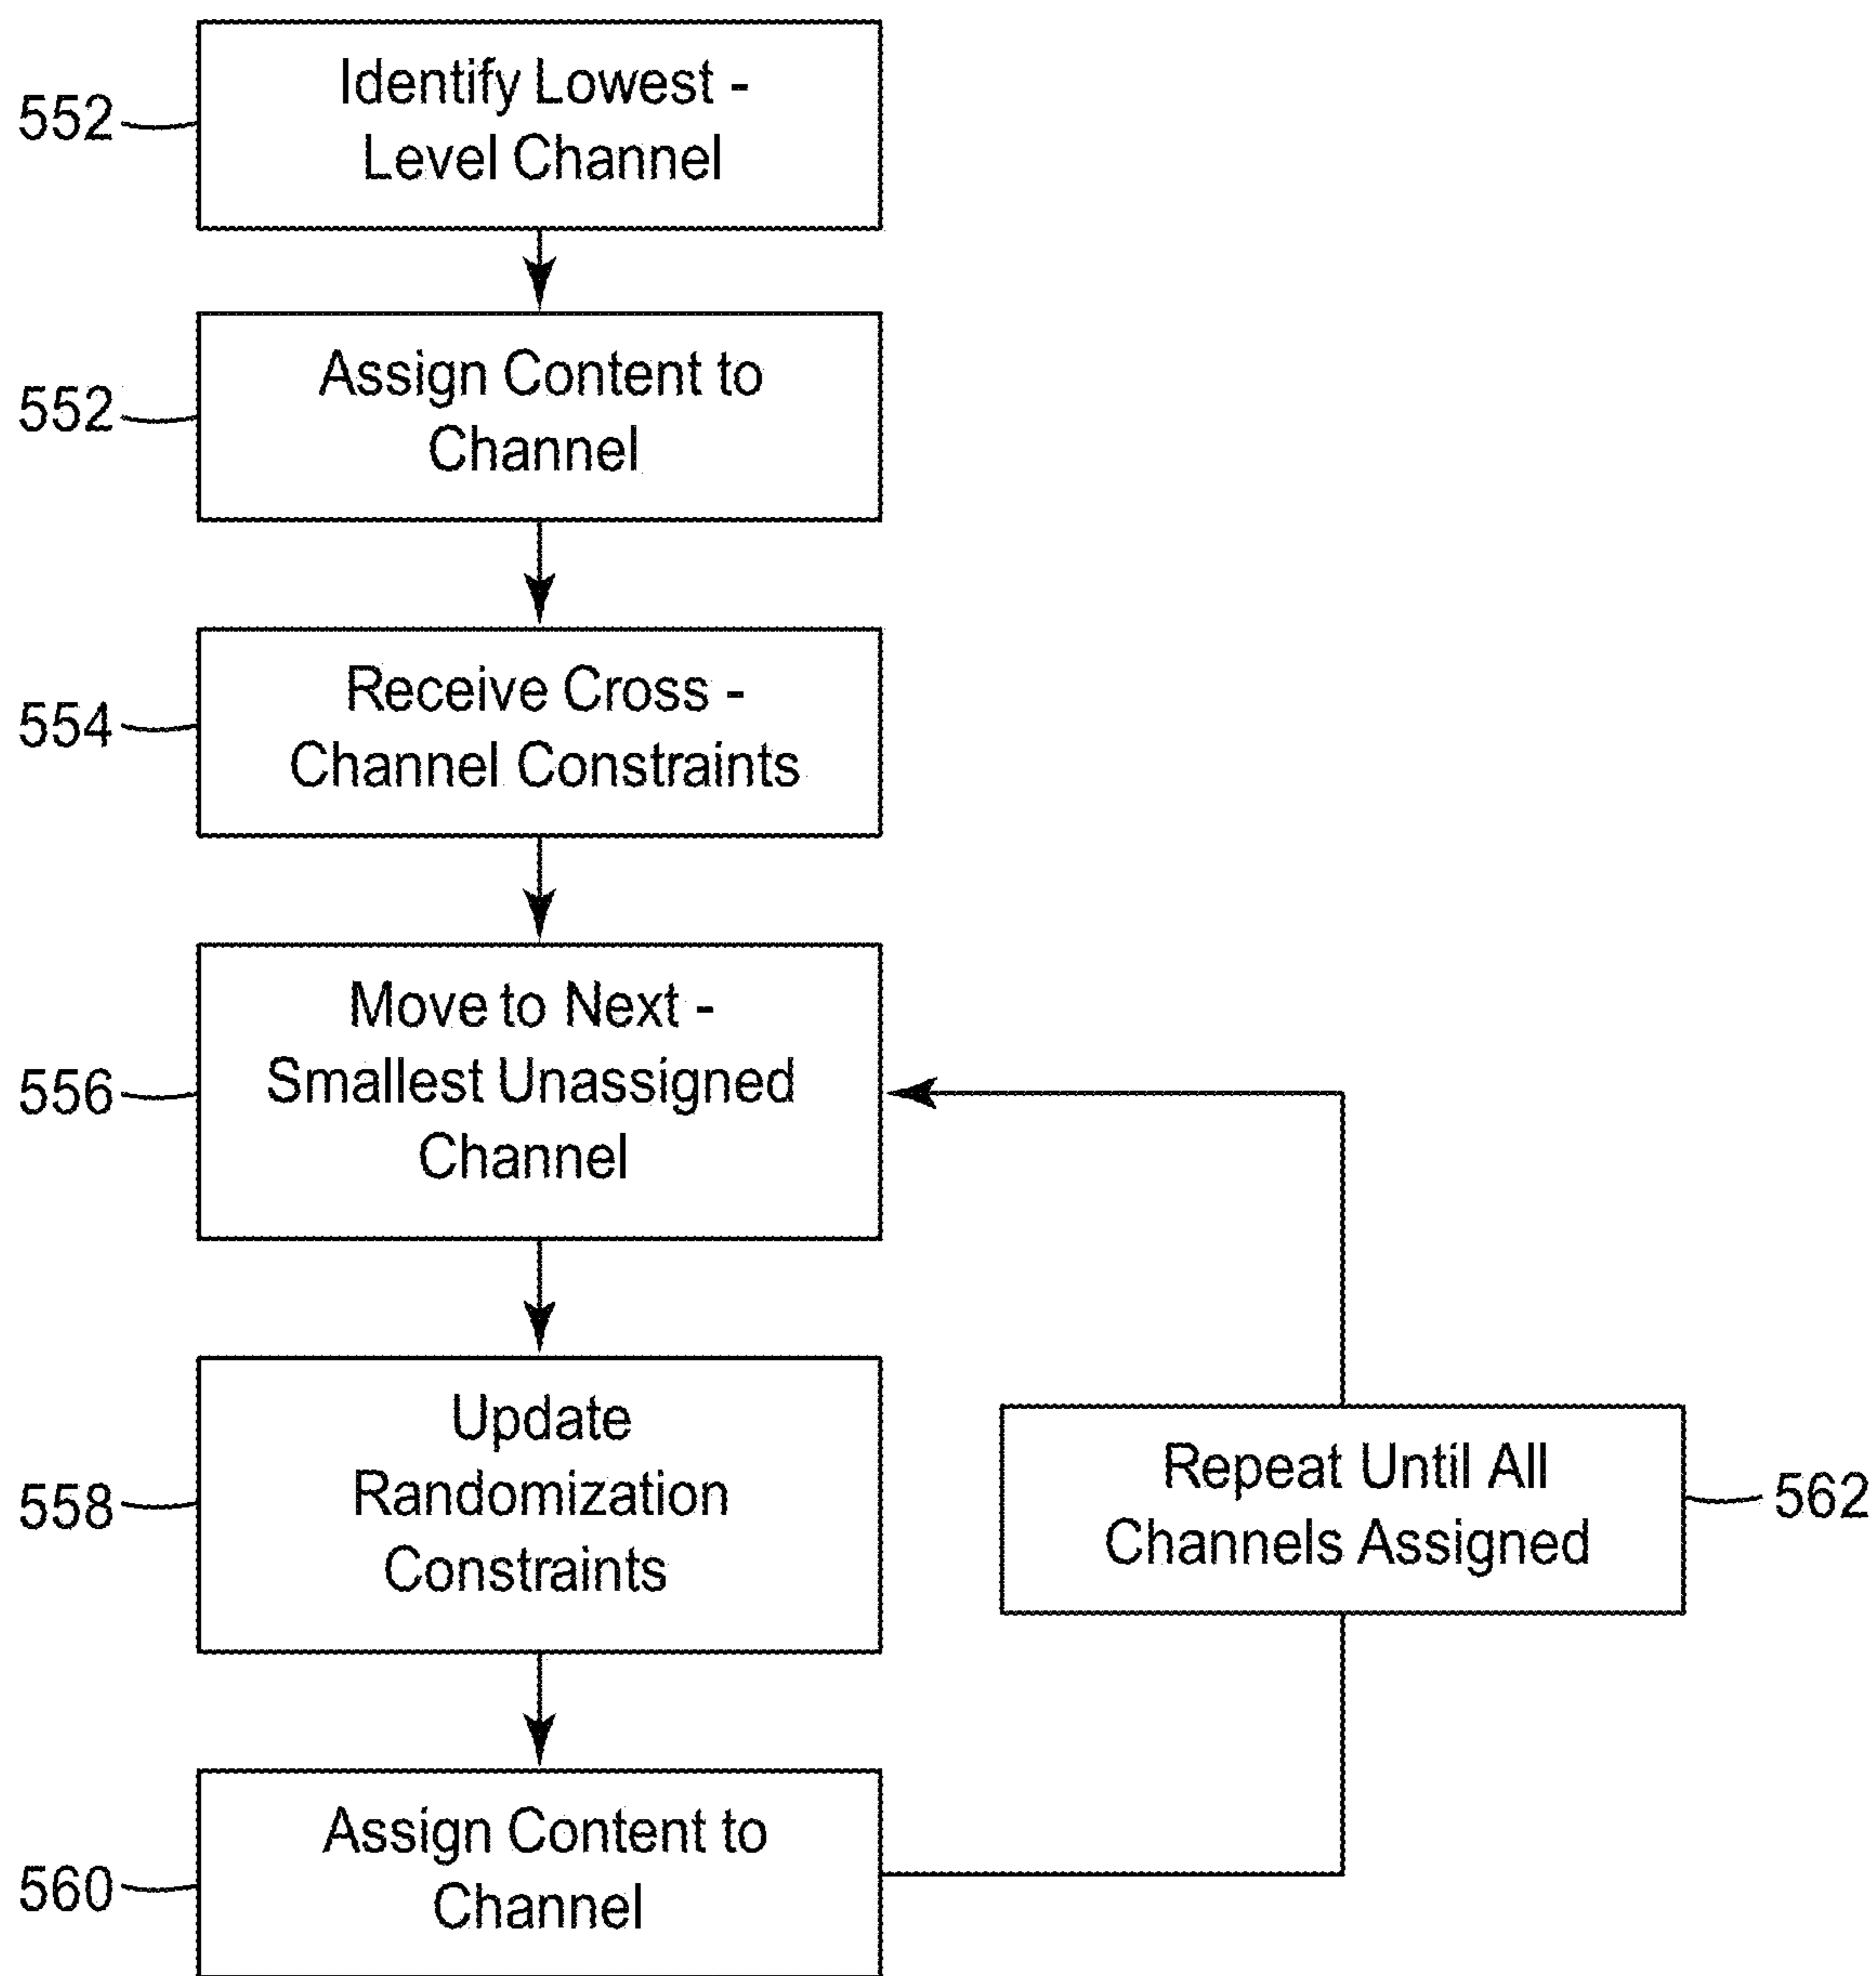 552
Identify Lowest -
Level Channel
552
Assign Content to
Channel
554
Receive Cross -
Channel Constraints
556
Move to Next -
Smallest Unassigned
Channel
558
Update
Randomization
Constraints
Repeat Until All
Channels Assigned
562
560
Assign Content to
Channel